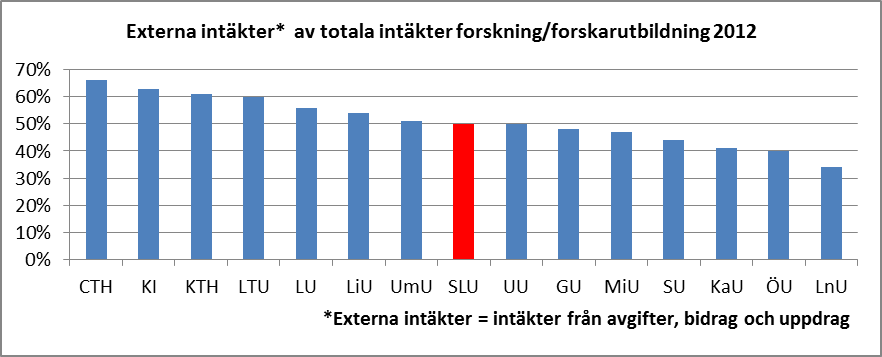 Externa intäkter* av totala intäkter forskning/forskarutbildning 2012
70%
60%
50%
40%
30%
20%
10%
0%
CTH KI KTH LTU LU LiU UmU SLU UU GU MiU SU KaU ÖU LnU
*Externa intäkter = intäkter från avgifter, bidrag och uppdrag